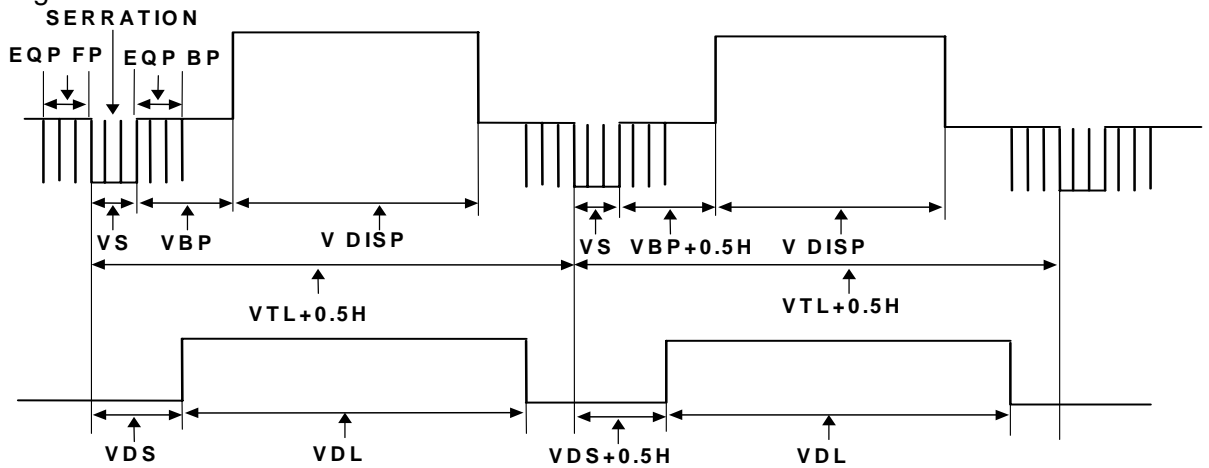 SERRATION
EQP FP EQP BP
VS VBP V DISP VS VBP+0.5H V DISP
VTL+0.5H VTL+0.5H
VDS VDL VDS+0.5H VDL